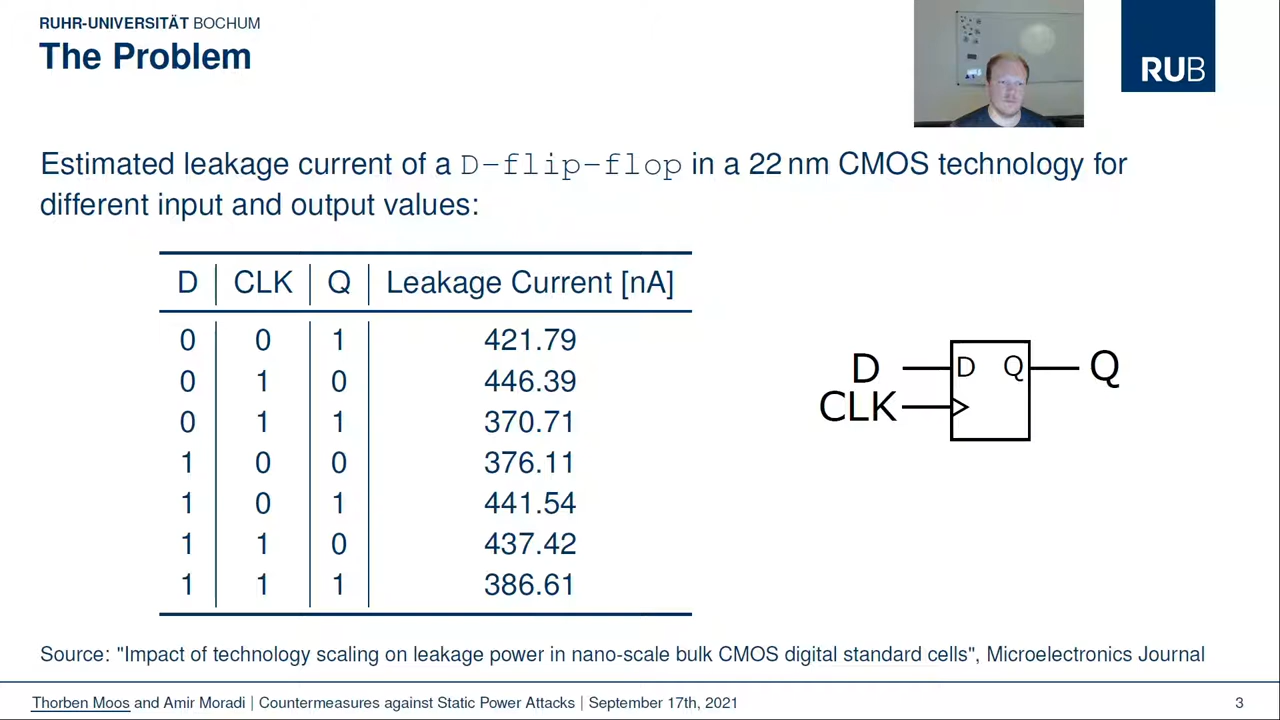 RUHR-UNIVERSITÄT BOCHUM
The Problem
RUB
Estimated leakage current of a D-flip-flop in a 22 nm CMOS technology for
different input and output values:
D CLK Q Leakage Current [nA]
0 0 1 421.79
0 1 0 446.39
0 1 1 370.71
1 0 0 376.11
1 0 1 441.54
1 1 0 437.42
1 1 1 386.61
D D Q Q
CLK
Source: "Impact of technology scaling on leakage power in nano-scale bulk CMOS digital standard cells", Microelectronics Journal
Thorben Moos and Amir Moradi | Countermeasures against Static Power Attacks | September 17th, 2021 3